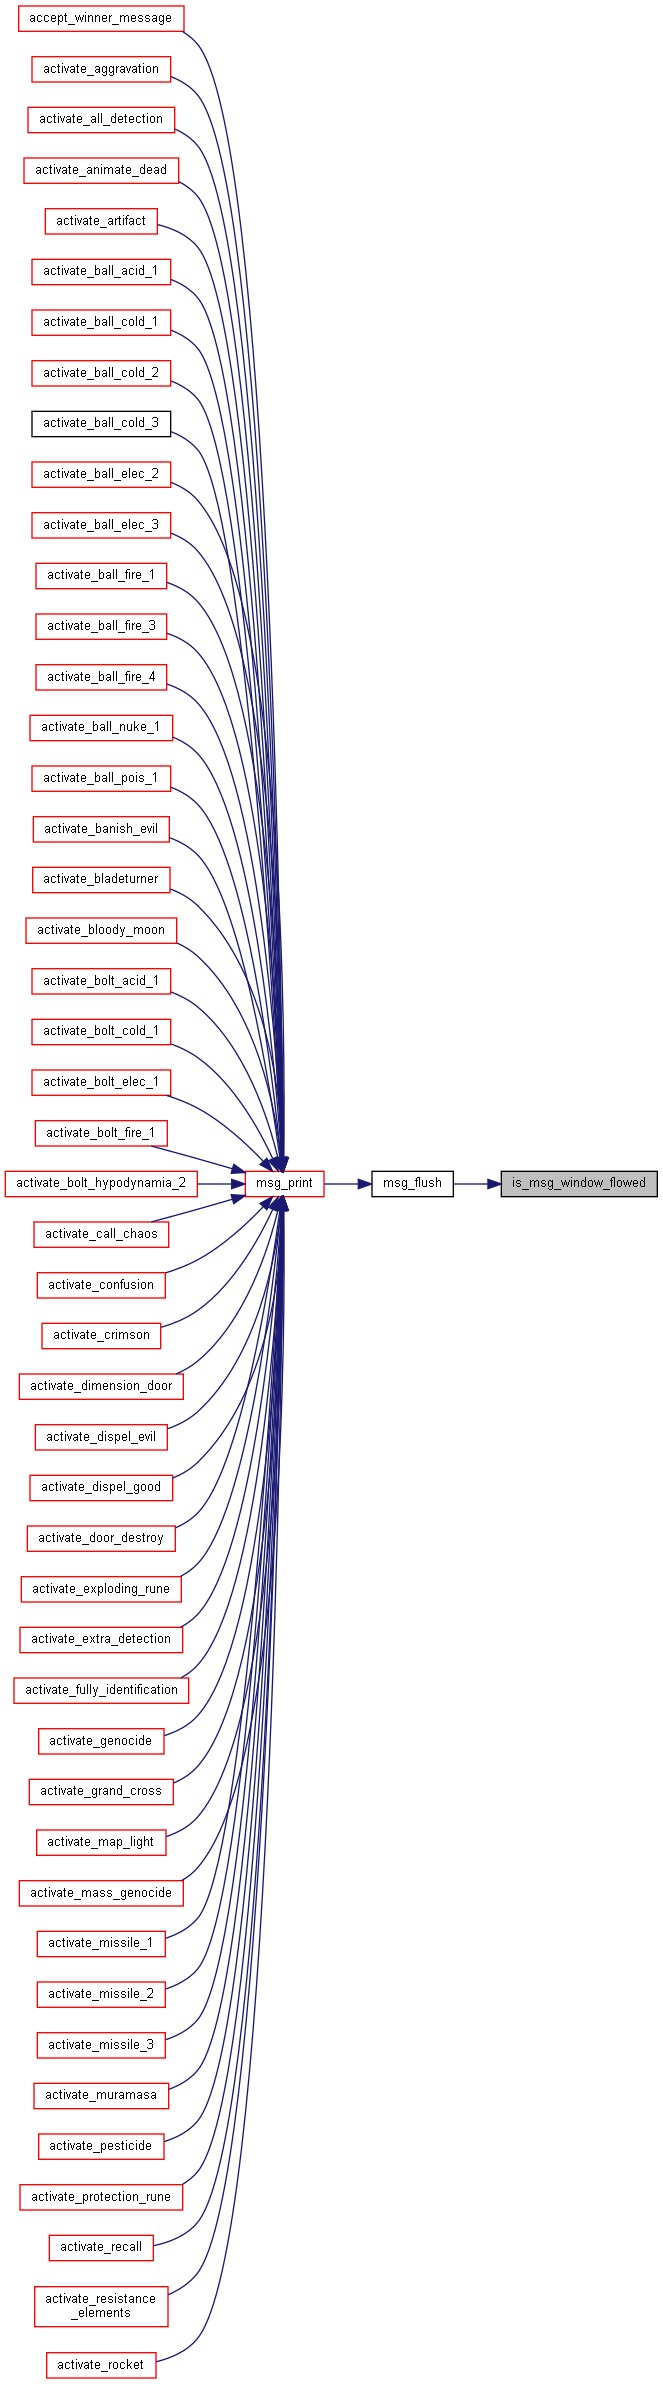 accept_winner_message
activate_aggravation
activate_all_detection
activate_animate_dead
activate_artifact
activate_ball_acid_1
activate_ball_cold_1
activate_ball_cold_2
activate_ball_cold_3
activate_ball_elec_2
activate_ball_elec_3
activate_ball_fire_1
activate_ball_fire_3
activate_ball_fire_4
activate_ball_nuke_1
activate_ball_pois_1
activate_banish_evil
activate_bladeturner
activate_bloody_moon
activate_bolt_acid_1
activate_bolt_cold_1
activate_bolt_elec_1
activate_bolt_fire_1
activate_bolt_hypodynamia_2
msg_print
msg_flush
is_msg_window_flowed
activate_call_chaos
activate_confusion
activate_crimson
activate_dimension_door
activate_dispel_evil
activate_dispel_good
activate_door_destroy
activate_exploding_rune
activate_extra_detection
activate_fully_identification
activate_genocide
activate_grand_cross
activate_map_light
activate_mass_genocide
activate_missile_1
activate_missile_2
activate_missile_3
activate_muramasa
activate_pesticide
activate_protection_rune
activate_recall
activate_resistance
_elements
activate_rocket